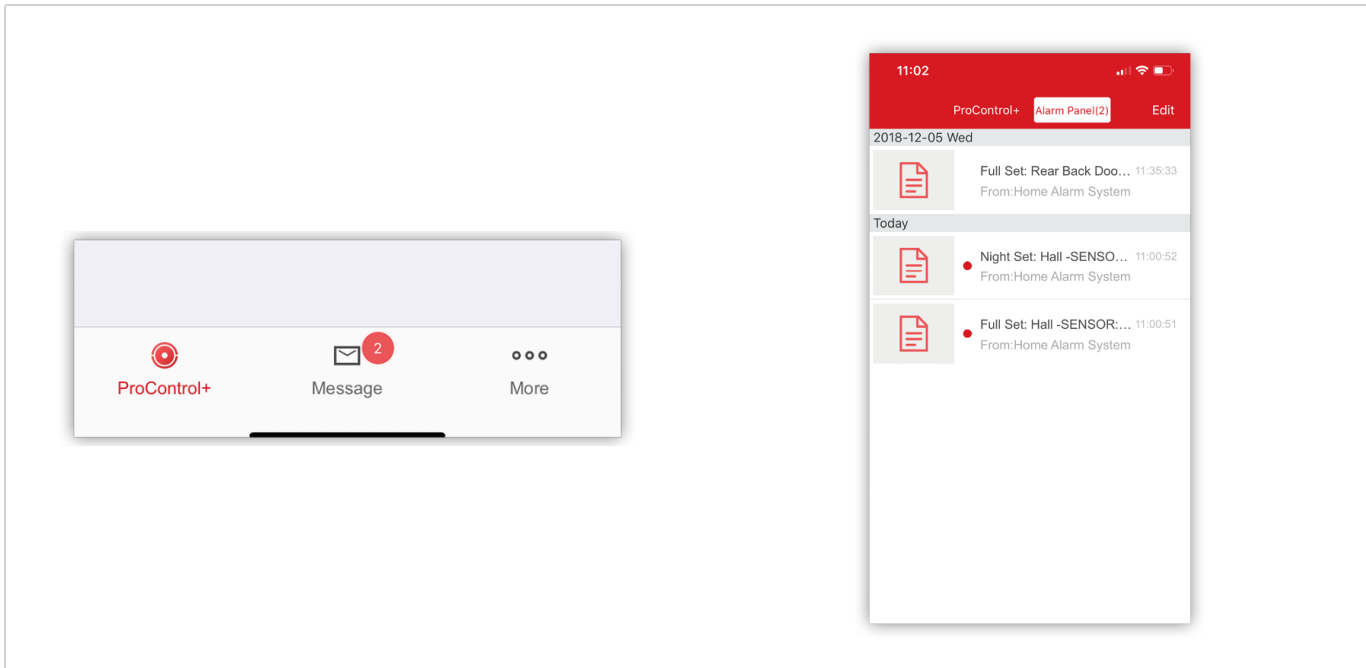 2
ProControl+
Message
More
11:02
ProControl+ Alarm Panel(2) Edit
2018-12-05 Wed
Full Set: Rear Back Doo... 11:35:33
From:Home Alarm System
Today
Night Set: Hall -SENSO... 11:00:52
From:Home Alarm System
Full Set: Hall -SENSOR:... 11:00:51
From:Home Alarm System